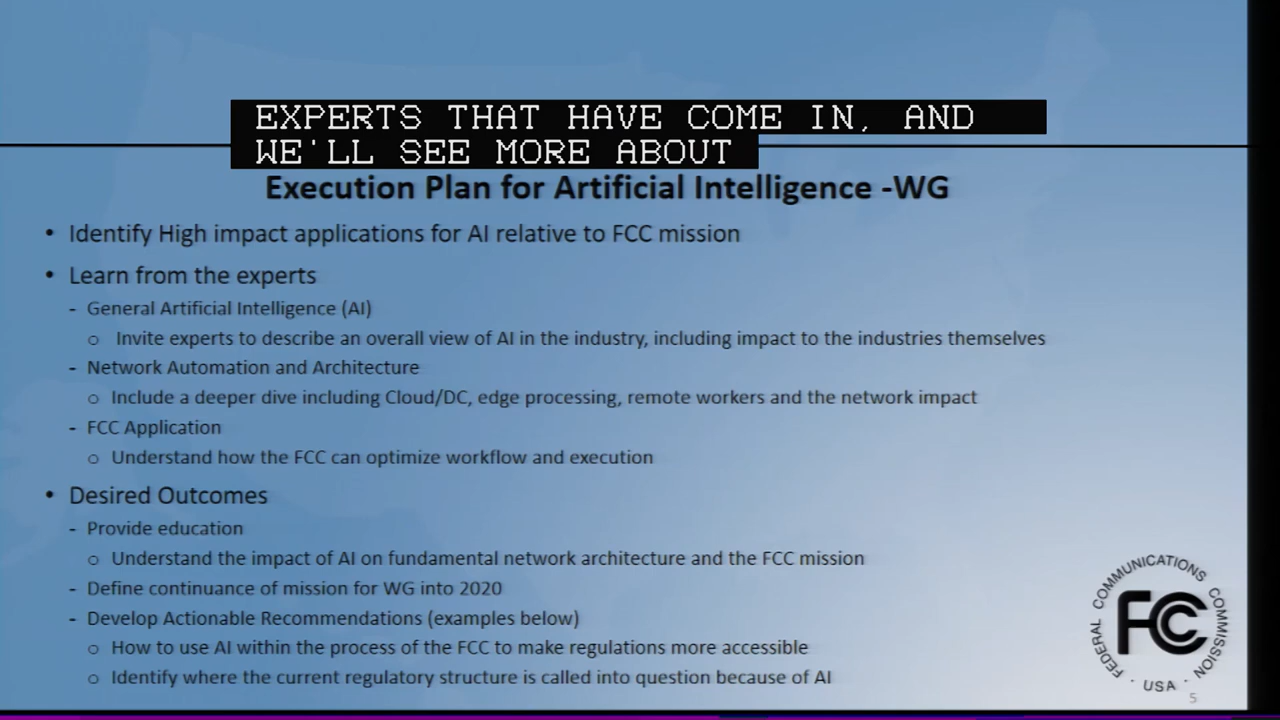 EXPERTS THAT HAVE COME IN, AND
WE'LL SEE MORE ABOUT
Execution Plan for Artificial Intelligence -WG
• Identify High impact applications for AI relative to FCC mission
• Learn from the experts
- General Artificial Intelligence (AI)
o Invite experts to describe an overall view of AI in the industry, including impact to the industries themselves
- Network Automation and Architecture
o Include a deeper dive including Cloud/DC, edge processing, remote workers and the network impact
- FCC Application
o Understand how the FCC can optimize workflow and execution
• Desired Outcomes
- Provide education
o Understand the impact of AI on fundamental network architecture and the FCC mission
- Define continuance of mission for WG into 2020
- Develop Actionable Recommendations (examples below)
o How to use AI within the process of the FCC to make regulations more accessible
o Identify where the current regulatory structure is called into question because of AI
FEDERAL COMMUNICATIONS COMMISSION
FCC
· USA ·
5